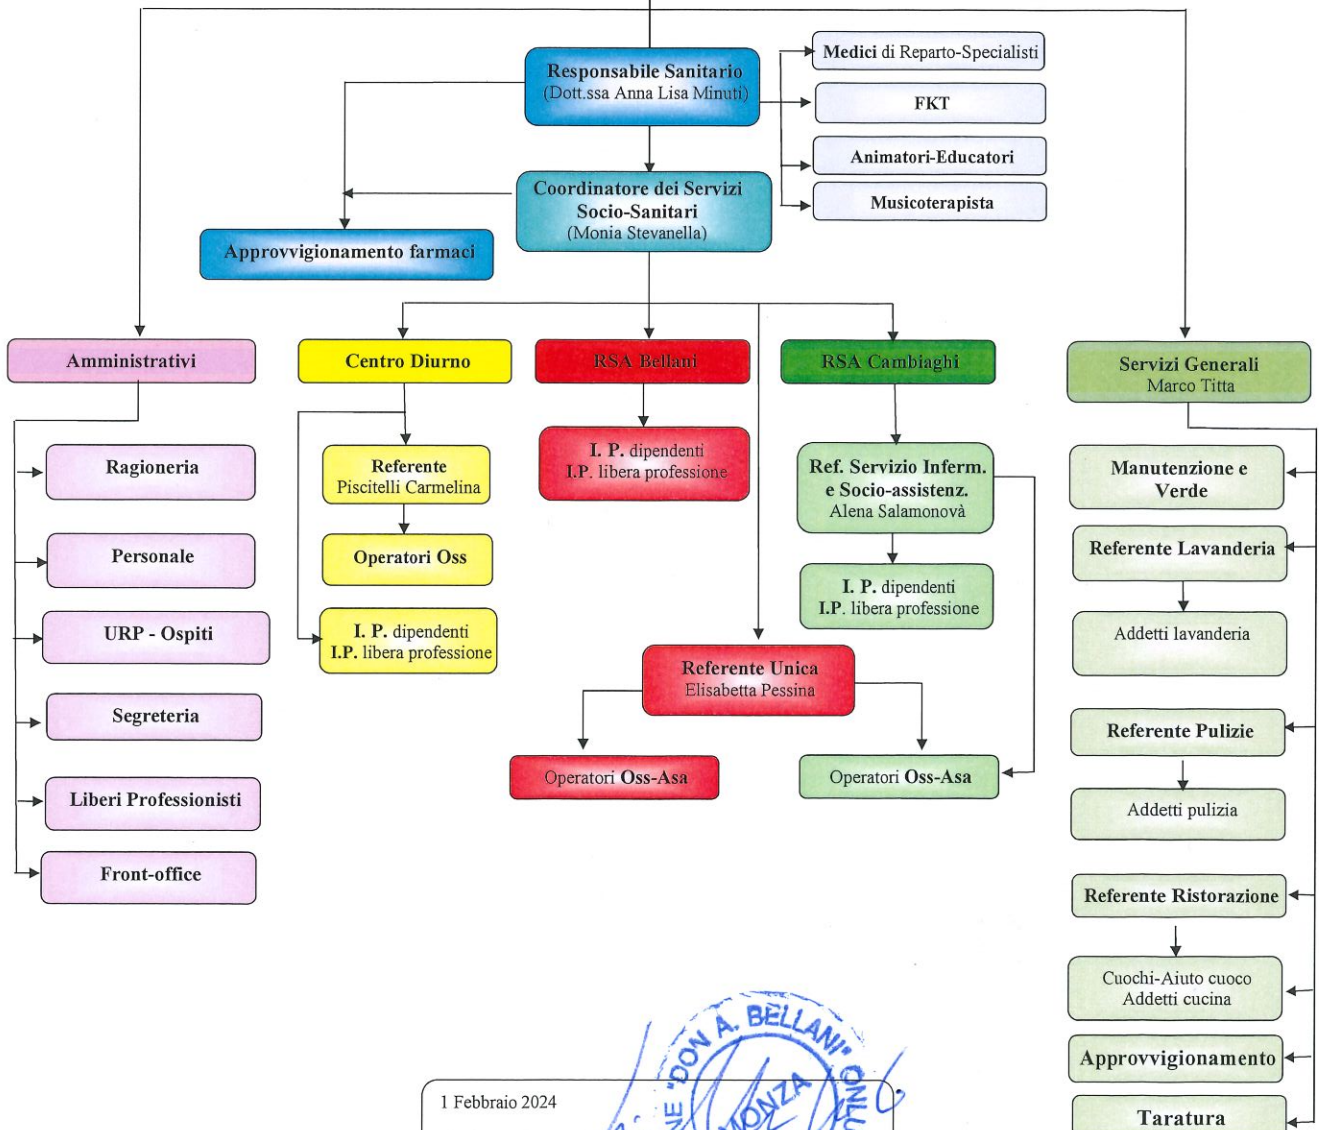 Responsabile Sanitario
(Dott.ssa Anna Lisa Minuti)
Medici di Reparto-Specialisti
FKT
Animatori-Educatori
Musicoterapista
Coordinatore dei Servizi
Socio-Sanitari
(Monia Stevanella)
Approvvigionamento farmaci
Amministrativi
Centro Diurno
RSA Bellani
RSA Cambiaghi
Servizi Generali
Marco Titta
Ragioneria
Personale
URP - Ospiti
Segreteria
Liberi Professionisti
Front-office
Referente
Piscitelli Carmelina
Operatori Oss
I. P. dipendenti
I.P. libera professione
I. P. dipendenti
I.P. libera professione
Ref. Servizio Inferm.
e Socio-assistenz.
Alena Salamonovà
I. P. dipendenti
I.P. libera professione
Referente Unica
Elisabetta Pessina
Operatori Oss-Asa
Operatori Oss-Asa
Manutenzione e
Verde
Referente Lavanderia
Addetti lavanderia
Referente Pulizie
Addetti pulizia
Referente Ristorazione
Cuochi-Aiuto cuoco
Addetti cucina
Approvvigionamento
Taratura
1 Febbraio 2024
"DON A. BELLANI"
MONZA